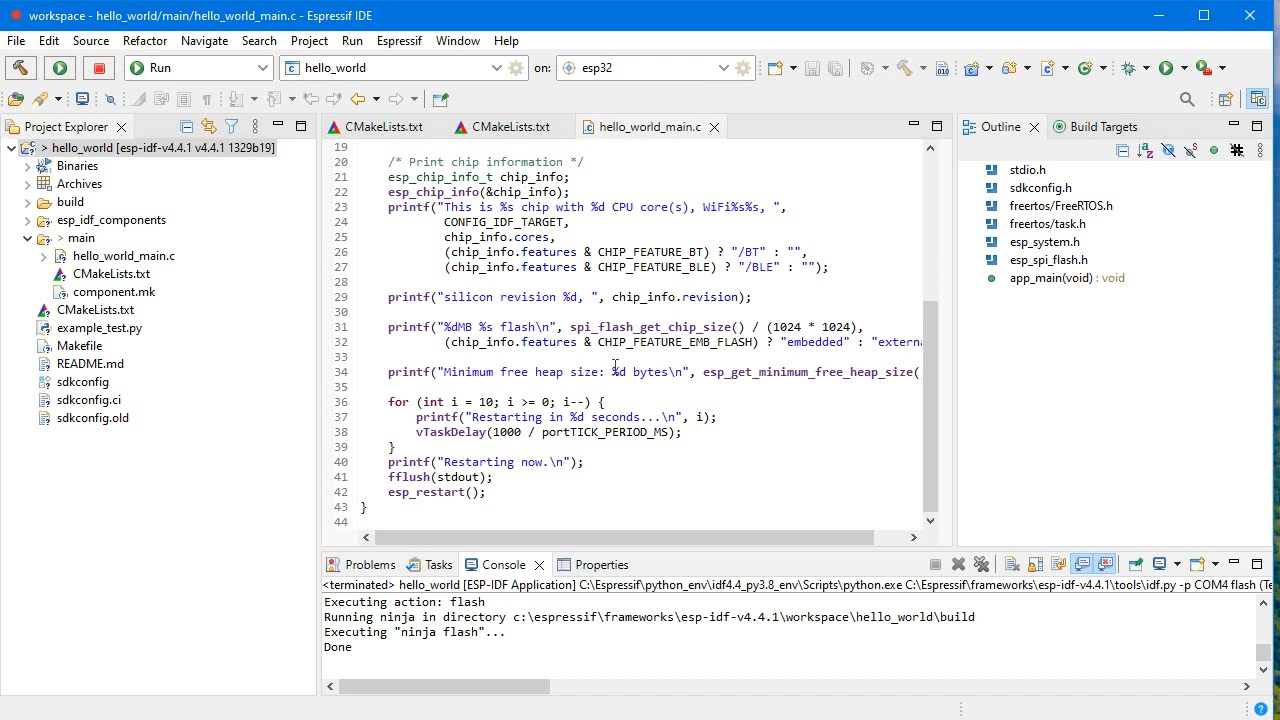 workspace - hello_world/main/hello_world_main.c - Espressif IDE
File Edit Source Refactor Navigate Search Project Run Espressif Window Help
Run hello_world on: esp32
Project Explorer
hello_world [esp-idf-v4.4.1 v4.4.1 1329b19]
Binaries
Archives
build
esp_idf_components
main
hello_world_main.c
CMakeLists.txt
component.mk
CMakeLists.txt
example_test.py
Makefile
README.md
sdkconfig
sdkconfig.ci
sdkconfig.old
CMakeLists.txt CMakeLists.txt hello_world_main.c
19
20 /* Print chip information */
21 esp_chip_info_t chip_info;
22 esp_chip_info(&chip_info);
23 printf("This is %s chip with %d CPU core(s), WiFi%s%s, ",
24 CONFIG_IDF_TARGET,
25 chip_info.cores,
26 (chip_info.features & CHIP_FEATURE_BT) ? "/BT" : "",
27 (chip_info.features & CHIP_FEATURE_BLE) ? "/BLE" : "");
28
29 printf("silicon revision %d, ", chip_info.revision);
30
31 printf("%dMB %s flash\n", spi_flash_get_chip_size() / (1024 * 1024),
32 (chip_info.features & CHIP_FEATURE_EMB_FLASH) ? "embedded" : "externa
33
34 printf("Minimum free heap size: %d bytes\n", esp_get_minimum_free_heap_size(
35
36 for (int i = 10; i >= 0; i--) {
37 printf("Restarting in %d seconds...\n", i);
38 vTaskDelay(1000 / portTICK_PERIOD_MS);
39 }
40 printf("Restarting now.\n");
41 fflush(stdout);
42 esp_restart();
43 }
44
Outline Build Targets
stdio.h
sdkconfig.h
freertos/FreeRTOS.h
freertos/task.h
esp_system.h
esp_spi_flash.h
app_main(void) : void
Problems Tasks Console Properties
<terminated> hello_world [ESP-IDF Application] C:\Espressif\python_env\idf4.4_py3.8_env\Scripts\python.exe C:\Espressif\frameworks\esp-idf-v4.4.1\tools\idf.py -p COM4 flash (Te
Executing action: flash
Running ninja in directory c:\espressif\frameworks\esp-idf-v4.4.1\workspace\hello_world\build
Executing "ninja flash"...
Done